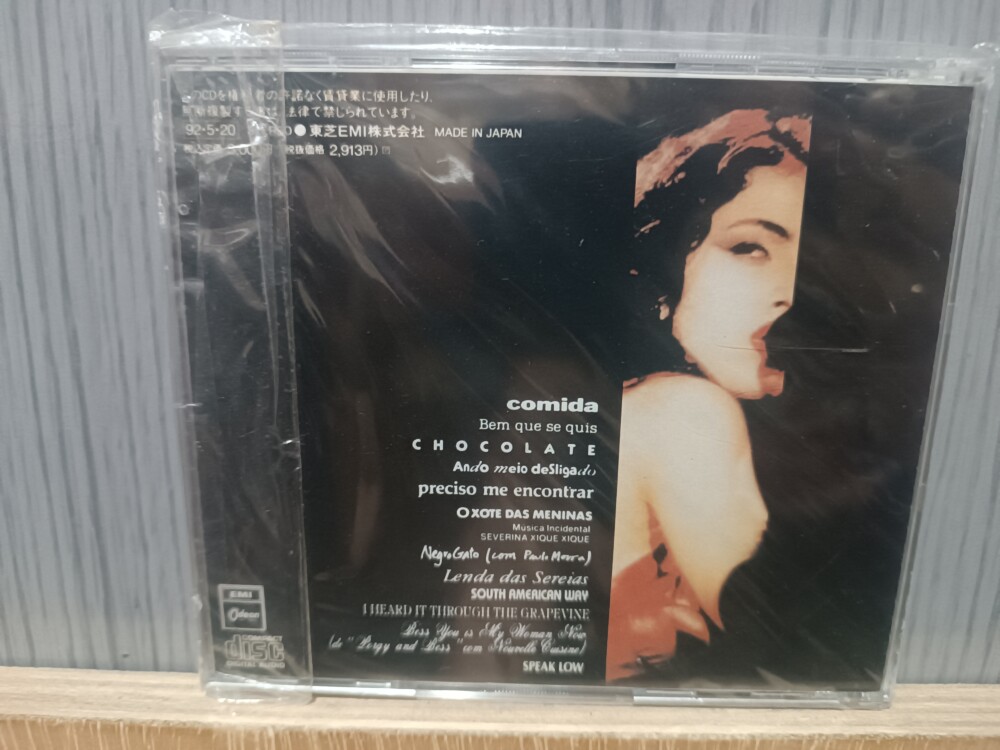 のCDを権 者の許諾なく賃貸業に使用したり、
法律で禁じられています。
92・5・20 東芝EMI株式会社 MADE IN JAPAN
税抜価格 2,913円)
comida
Bem que se quis
CHOCOLATE
Ando meio deSligado
preciso me encontrar
O XOTE DAS MENINAS
Música Incidental
SEVERINA XIQUE XIQUE
Negro Gato (com Paulo Moura)
Lenda das Sereias
SOUTH AMERICAN WAY
I HEARD IT THROUGH THE GRAPEVINE
Bess You is My Woman Now
(de "Porgy and Bess" com Nouvelle Cuisine)
SPEAK LOW
EMI
Odeon
COMPACT
disc
DIGITAL AUDIO